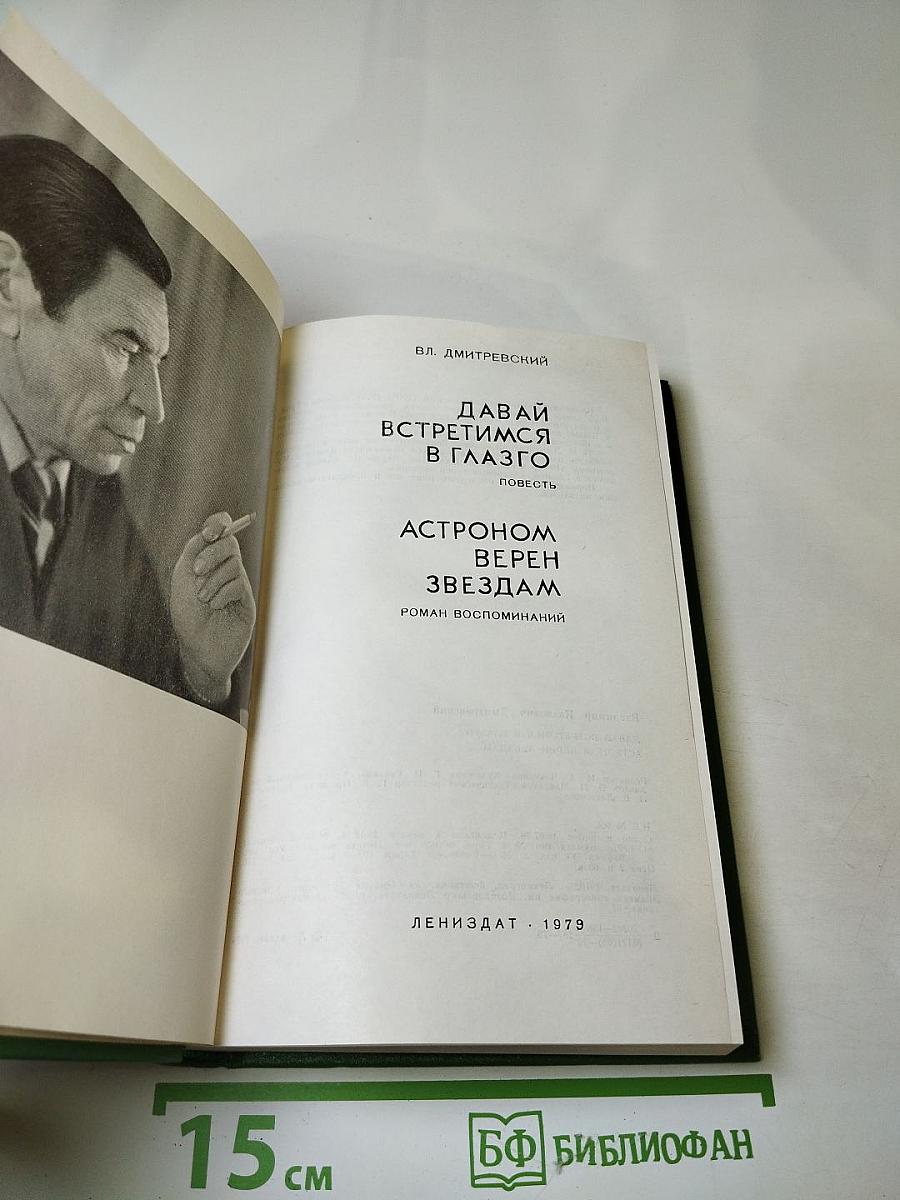 ВЛ. ДМИТРЕВСКИЙ
ДАВАЙ
ВСТРЕТИМСЯ
В ГЛАЗГО
ПОВЕСТЬ
АСТРОНОМ
ВЕРЕН
ЗВЕЗДАМ
РОМАН ВОСПОМИНАНИЙ
ЛЕНИЗДАТ · 1979
15 СМ
БФ БИБЛИОФАН